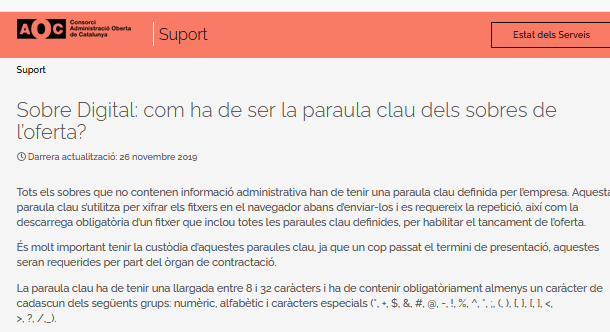 AOC Consorci
Administració Oberta
de Catalunya
Suport
Estat dels Serveis
Suport
Sobre Digital: com ha de ser la paraula clau dels sobres de
l'oferta?
Darrera actualització: 26 novembre 2019
Tots els sobres que no contenen informació administrativa han de tenir una paraula clau definida per l'empresa. Aquesta
paraula clau s'utilitza per xifrar els fitxers en el navegador abans d'enviar-los i es requereix la repetició, així com la
descarrega obligatòria d'un fitxer que inclou totes les paraules clau definides, per habilitar el tancament de l'oferta.
És molt important tenir la custòdia d'aquestes paraules clau, ja que un cop passat el termini de presentació, aquestes
seran requerides per part del òrgan de contractació.
La paraula clau ha de tenir una llargada entre 8 i 32 caràcters i ha de contenir obligatòriament almenys un caràcter de
cadascun dels següents grups: numèric, alfabètic i caràcters especials (*, +, $, &, #, @, -, !, %, ^, *, ;, (, ), {, }, [, ], <,
>, ?, /,_).